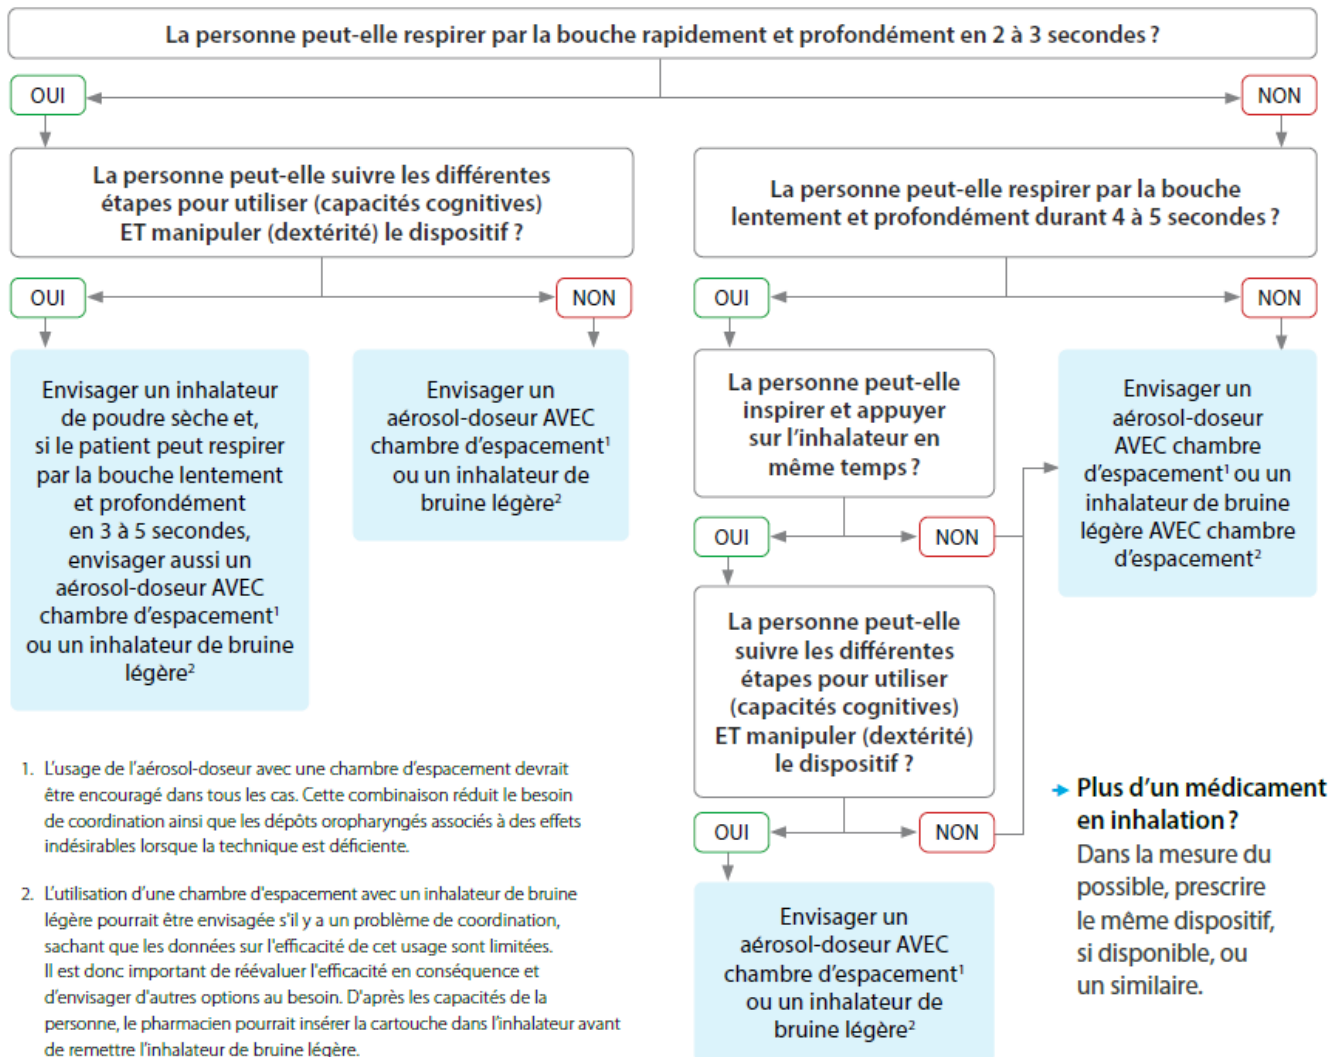 La personne peut-elle respirer par la bouche rapidement et profondément en 2 à 3 secondes ?
OUI
NON
La personne peut-elle suivre les différentes
étapes pour utiliser (capacités cognitives)
ET manipuler (dextérité) le dispositif ?
La personne peut-elle respirer par la bouche
lentement et profondément durant 4 à 5 secondes ?
OUI
NON
OUI
NON
Envisager un inhalateur
de poudre sèche et,
si le patient peut respirer
par la bouche lentement
et profondément
en 3 à 5 secondes,
envisager aussi un
aérosol-doseur AVEC
chambre d'espacement¹
ou un inhalateur de bruine
légère²
Envisager un
aérosol-doseur AVEC
chambre d'espacement¹
ou un inhalateur de
bruine légère²
La personne peut-elle
inspirer et appuyer
sur l'inhalateur en
même temps ?
Envisager un
aérosol-doseur
AVEC chambre
d'espacement¹ ou un
inhalateur de bruine
légère AVEC chambre
d'espacement²
OUI
NON
La personne peut-elle
suivre les différentes
étapes pour utiliser
(capacités cognitives)
ET manipuler (dextérité)
le dispositif ?
OUI
NON
Envisager un
aérosol-doseur AVEC
chambre d'espacement¹
ou un inhalateur de
bruine légère²
1. L'usage de l'aérosol-doseur avec une chambre d'espacement devrait
être encouragé dans tous les cas. Cette combinaison réduit le besoin
de coordination ainsi que les dépôts oropharyngés associés à des effets
indésirables lorsque la technique est déficiente.
2. L'utilisation d'une chambre d'espacement avec un inhalateur de bruine
légère pourrait être envisagée s'il y a un problème de coordination,
sachant que les données sur l'efficacité de cet usage sont limitées.
Il est donc important de réévaluer l'efficacité en conséquence et
d'envisager d'autres options au besoin. D'après les capacités de la
personne, le pharmacien pourrait insérer la cartouche dans l'inhalateur avant
de remettre l'inhalateur de bruine légère.
Plus d'un médicament
en inhalation ?
Dans la mesure du
possible, prescrire
le même dispositif,
si disponible, ou
un similaire.